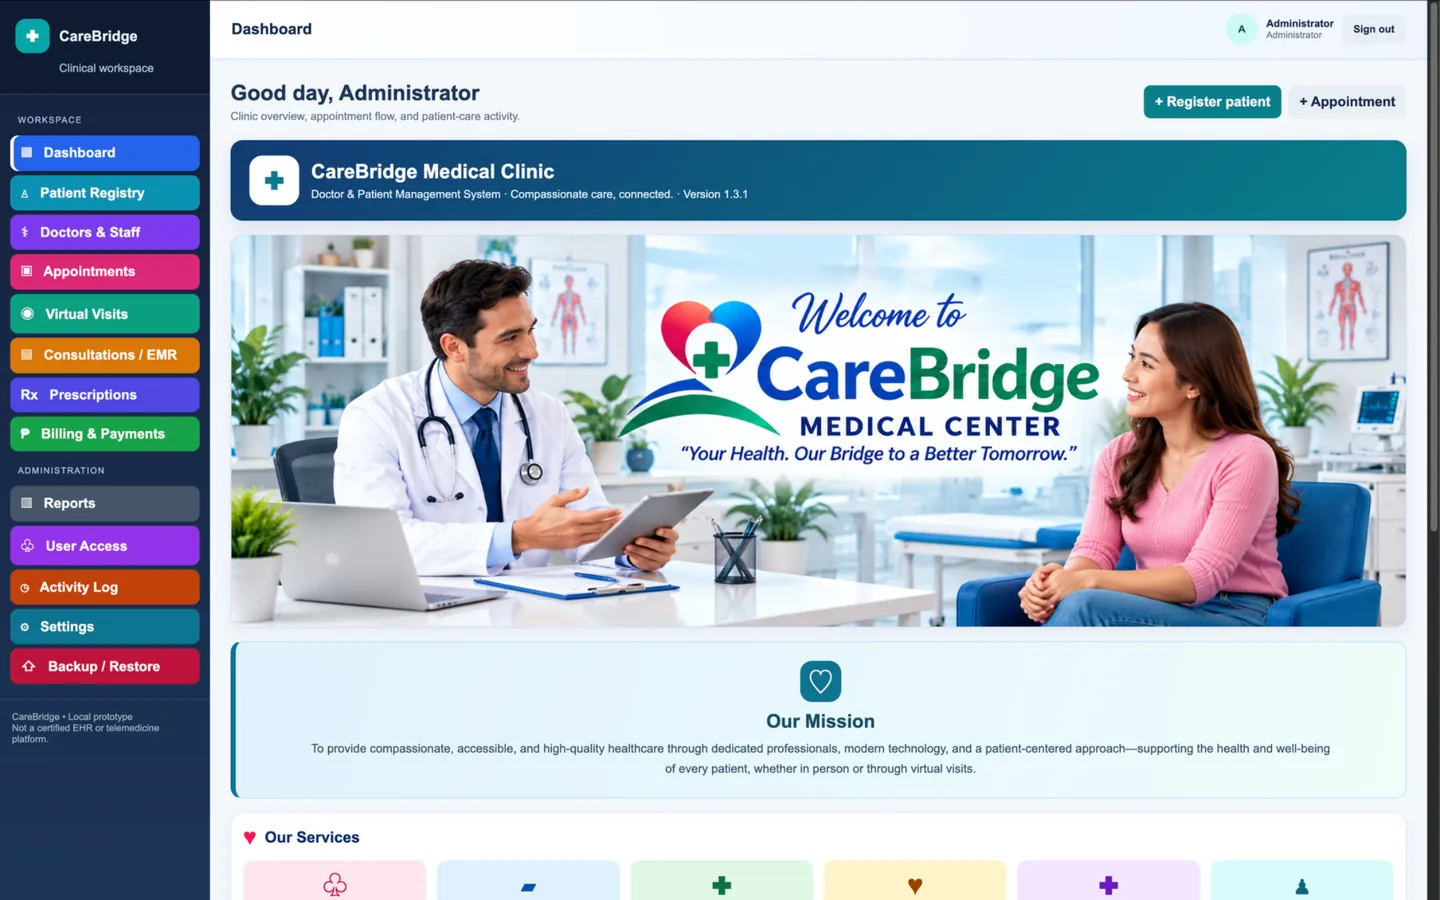 CareBridge
Clinical workspace
WORKSPACE
Dashboard
Patient Registry
Doctors & Staff
Appointments
Virtual Visits
Consultations / EMR
Rx Prescriptions
₱ Billing & Payments
ADMINISTRATION
Reports
User Access
Activity Log
Settings
Backup / Restore
CareBridge • Local prototype
Not a certified EHR or telemedicine
platform.
Dashboard
A
Administrator
Administrator
Sign out
Good day, Administrator
Clinic overview, appointment flow, and patient-care activity.
+ Register patient
+ Appointment
CareBridge Medical Clinic
Doctor & Patient Management System · Compassionate care, connected. · Version 1.3.1
Welcome to
CareBridge
MEDICAL CENTER
“Your Health. Our Bridge to a Better Tomorrow.”
Our Mission
To provide compassionate, accessible, and high-quality healthcare through dedicated professionals, modern technology, and a patient-centered approach—supporting the health and well-being
of every patient, whether in person or through virtual visits.
Our Services